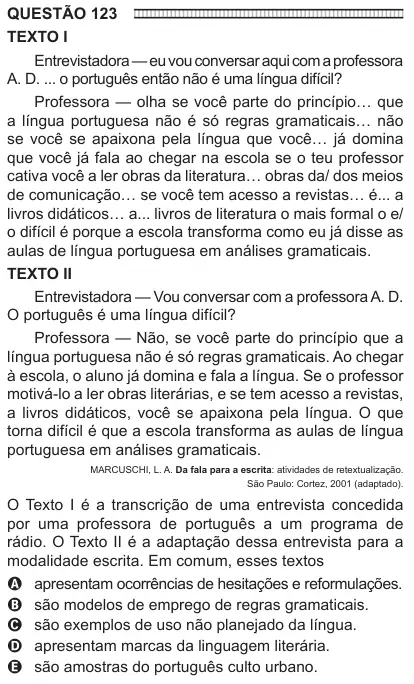 QUESTÃO 123
TEXTO I
Entrevistadora — eu vou conversar aqui com a professora
A. D. ... o português então não é uma língua difícil?
Professora — olha se você parte do princípio… que
a língua portuguesa não é só regras gramaticais… não
se você se apaixona pela língua que você… já domina
que você já fala ao chegar na escola se o teu professor
cativa você a ler obras da literatura… obras da/ dos meios
de comunicação… se você tem acesso a revistas… é... a
livros didáticos… a... livros de literatura o mais formal o e/
o difícil é porque a escola transforma como eu já disse as
aulas de língua portuguesa em análises gramaticais.
TEXTO II
Entrevistadora — Vou conversar com a professora A. D.
O português é uma língua difícil?
Professora — Não, se você parte do princípio que a
língua portuguesa não é só regras gramaticais. Ao chegar
à escola, o aluno já domina e fala a língua. Se o professor
motivá-lo a ler obras literárias, e se tem acesso a revistas,
a livros didáticos, você se apaixona pela língua. O que
torna difícil é que a escola transforma as aulas de língua
portuguesa em análises gramaticais.
MARCUSCHI, L. A. Da fala para a escrita: atividades de retextualização.
São Paulo: Cortez, 2001 (adaptado).
O Texto I é a transcrição de uma entrevista concedida
por uma professora de português a um programa de
rádio. O Texto II é a adaptação dessa entrevista para a
modalidade escrita. Em comum, esses textos
A apresentam ocorrências de hesitações e reformulações.
B são modelos de emprego de regras gramaticais.
C são exemplos de uso não planejado da língua.
D apresentam marcas da linguagem literária.
E são amostras do português culto urbano.